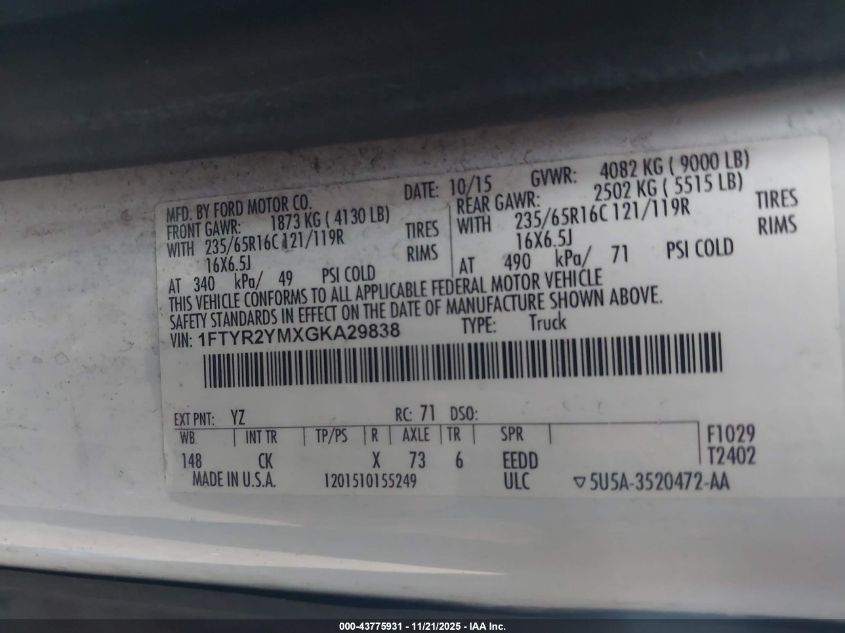 MFD. BY FORD MOTOR CO. DATE: 10/15 GVWR: 4082 KG ( 9000 LB)
FRONT GAWR: 1873 KG ( 4130 LB) REAR GAWR: 2502 KG ( 5515 LB)
WITH 235/65R16C 121/119R TIRES WITH 235/65R16C 121/119R TIRES
16X6.5J RIMS 16X6.5J RIMS
AT 340 kPa/ 49 PSI COLD AT 490 kPa/ 71 PSI COLD
THIS VEHICLE CONFORMS TO ALL APPLICABLE FEDERAL MOTOR VEHICLE
SAFETY STANDARDS IN EFFECT ON THE DATE OF MANUFACTURE SHOWN ABOVE.
VIN: 1FTYR2YMXGKA29838 TYPE: Truck
EXT PNT: YZ RC: 71 DSO:
WB INT TR TP/PS R AXLE TR SPR F1029
148 CK X 73 6 EEDD T2402
MADE IN U.S.A. 1201510155249 ULC ▽5U5A-3520472-AA
000-43775931 - 11/21/2025 - IAA Inc.